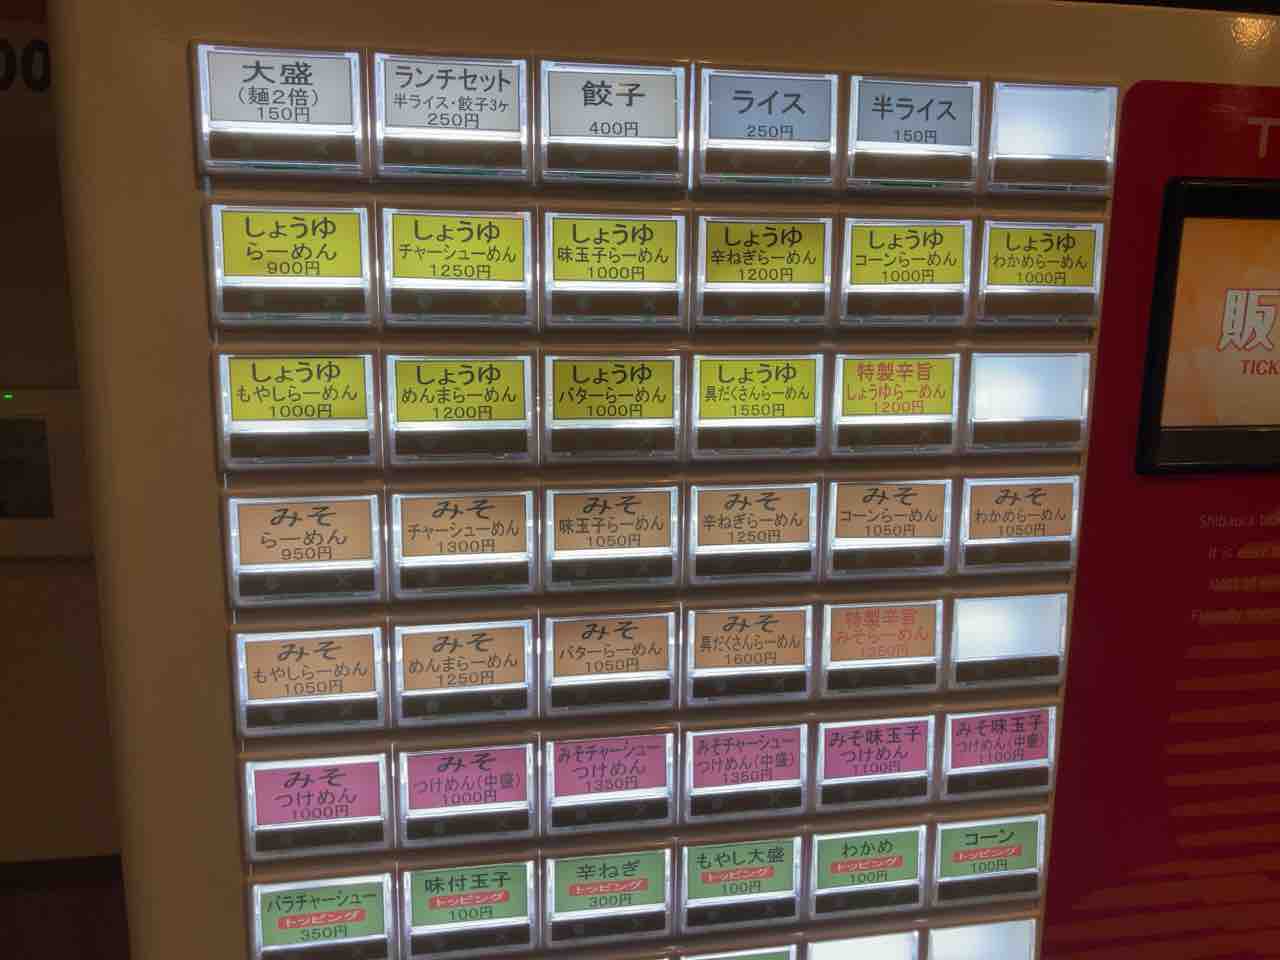 00
大盛
(麺2倍)
150円
ランチセット
半ライス・餃子3ヶ
250円
餃子
400円
ライス
250円
半ライス
150円
しょうゆ
らーめん
900円
しょうゆ
チャーシューめん
1250円
しょうゆ
味玉子らーめん
1000円
しょうゆ
辛ねぎらーめん
1200円
しょうゆ
コーンらーめん
1000円
しょうゆ
わかめらーめん
1000円
しょうゆ
もやしらーめん
1000円
しょうゆ
めんまらーめん
1200円
しょうゆ
バターらーめん
1000円
しょうゆ
具だくさんらーめん
1550円
特製辛旨
しょうゆらーめん
1200円
みそ
らーめん
950円
みそ
チャーシューめん
1300円
みそ
味玉子らーめん
1050円
みそ
辛ねぎらーめん
1250円
みそ
コーンらーめん
1050円
みそ
わかめらーめん
1050円
みそ
もやしらーめん
1050円
みそ
めんまらーめん
1250円
みそ
バターらーめん
1050円
みそ
具だくさんらーめん
1600円
特製辛旨
みそらーめん
1250円
みそ
つけめん
1000円
みそ
つけめん(中盛)
1000円
みそチャーシュー
つけめん
1350円
みそチャーシュー
つけめん(中盛)
1350円
みそ味玉子
つけめん
1100円
みそ味玉子
つけめん(中盛)
1100円
バラチャーシュー
トッピング
350円
味付玉子
トッピング
100円
辛ねぎ
トッピング
300円
もやし大盛
トッピング
100円
わかめ
トッピング
100円
コーン
トッピング
100円
T
販
TICK